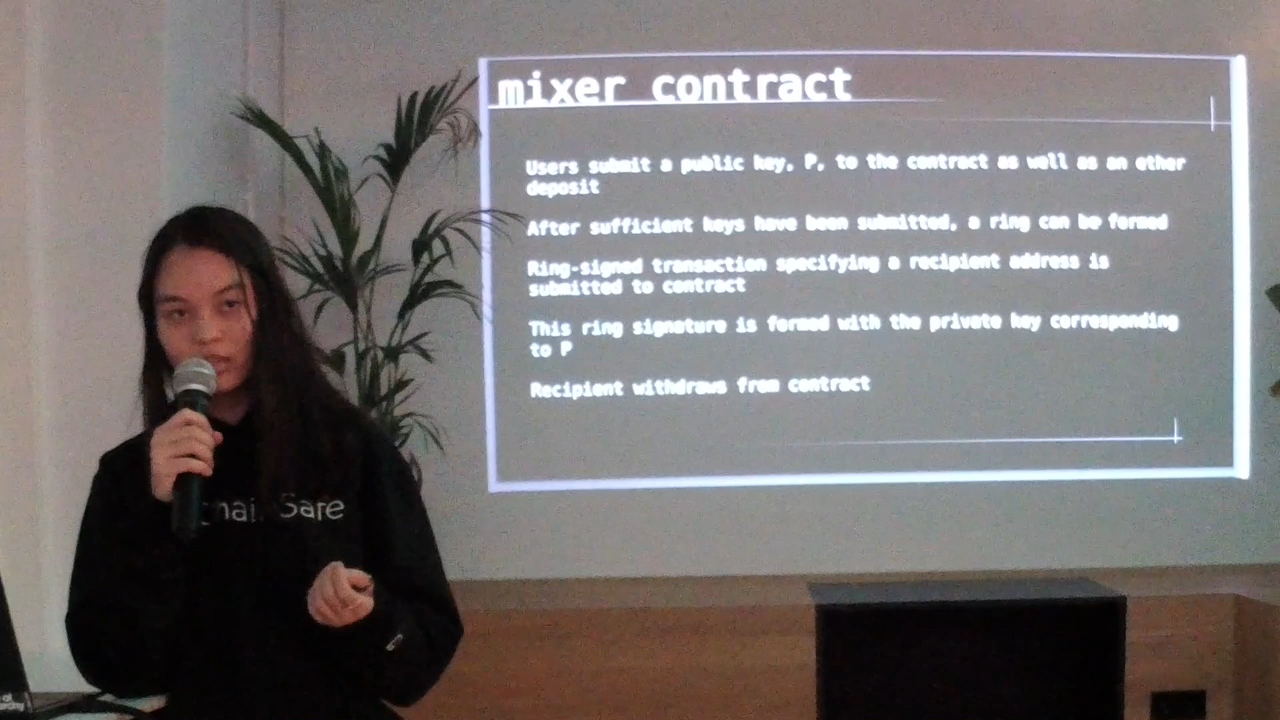 mixer contract
Users submit a public key, P, to the contract as well as an ether
deposit
After sufficient keys have been submitted, a ring can be formed
Ring-signed transaction specifying a recipient address is
submitted to contract
This ring signature is formed with the private key corresponding
to P
Recipient withdraws from contract